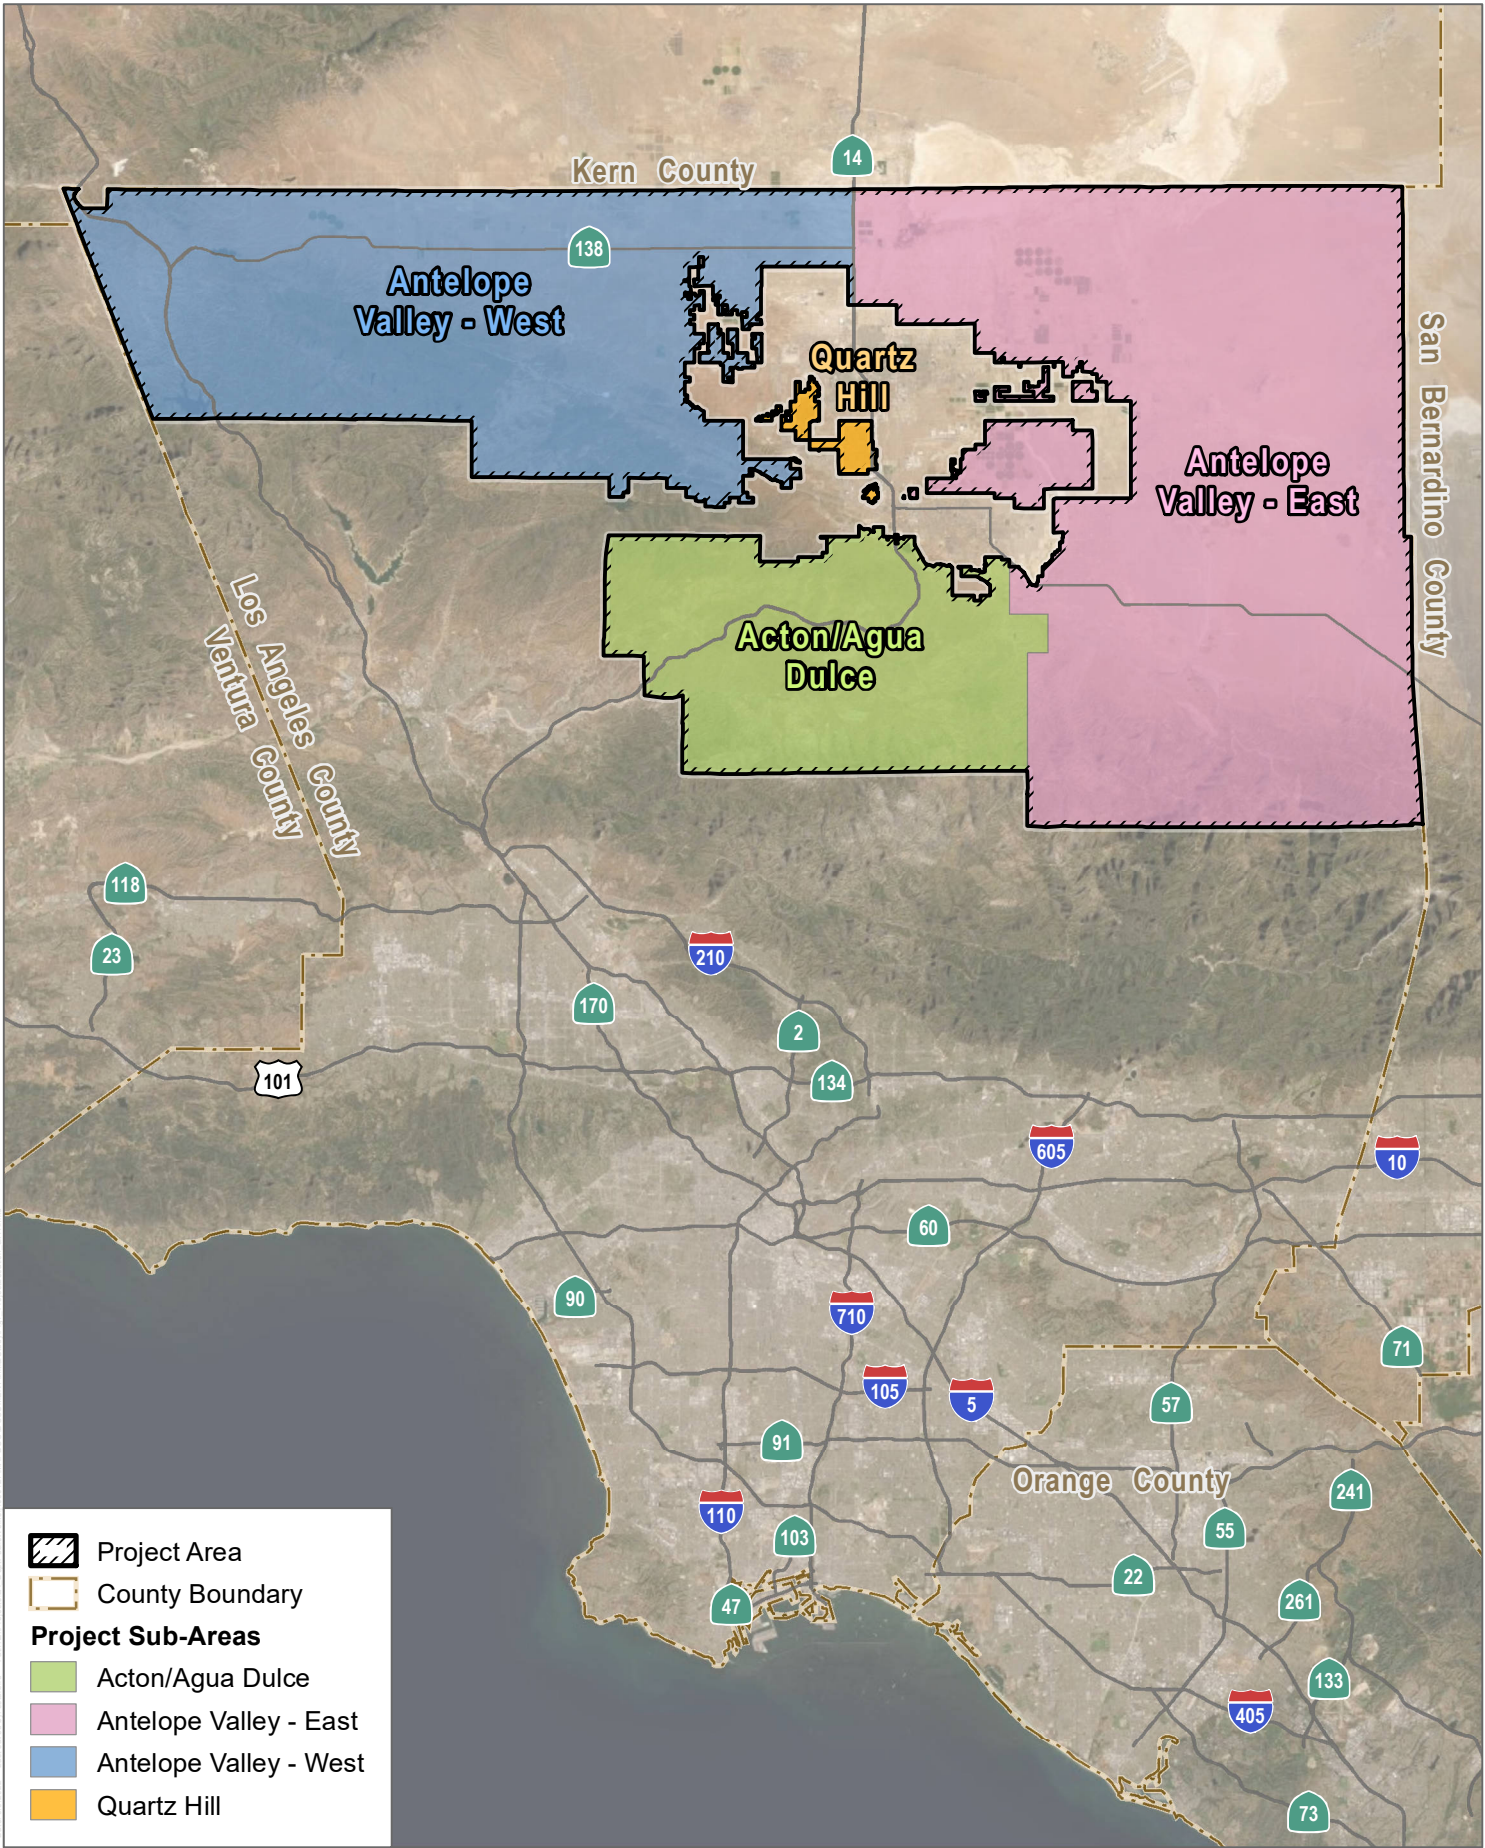 Kern County
14
138
Antelope
Valley - West
Quartz
Hill
San Bernardino County
Antelope
Valley - East
Los Angeles County
Ventura County
Acton/Agua
Dulce
118
23
210
170
2
134
101
605
10
60
90
710
71
105
5
57
91
Orange County
241
110
55
103
22
261
47
133
405
73
Project Area
County Boundary
Project Sub-Areas
Acton/Agua Dulce
Antelope Valley - East
Antelope Valley - West
Quartz Hill